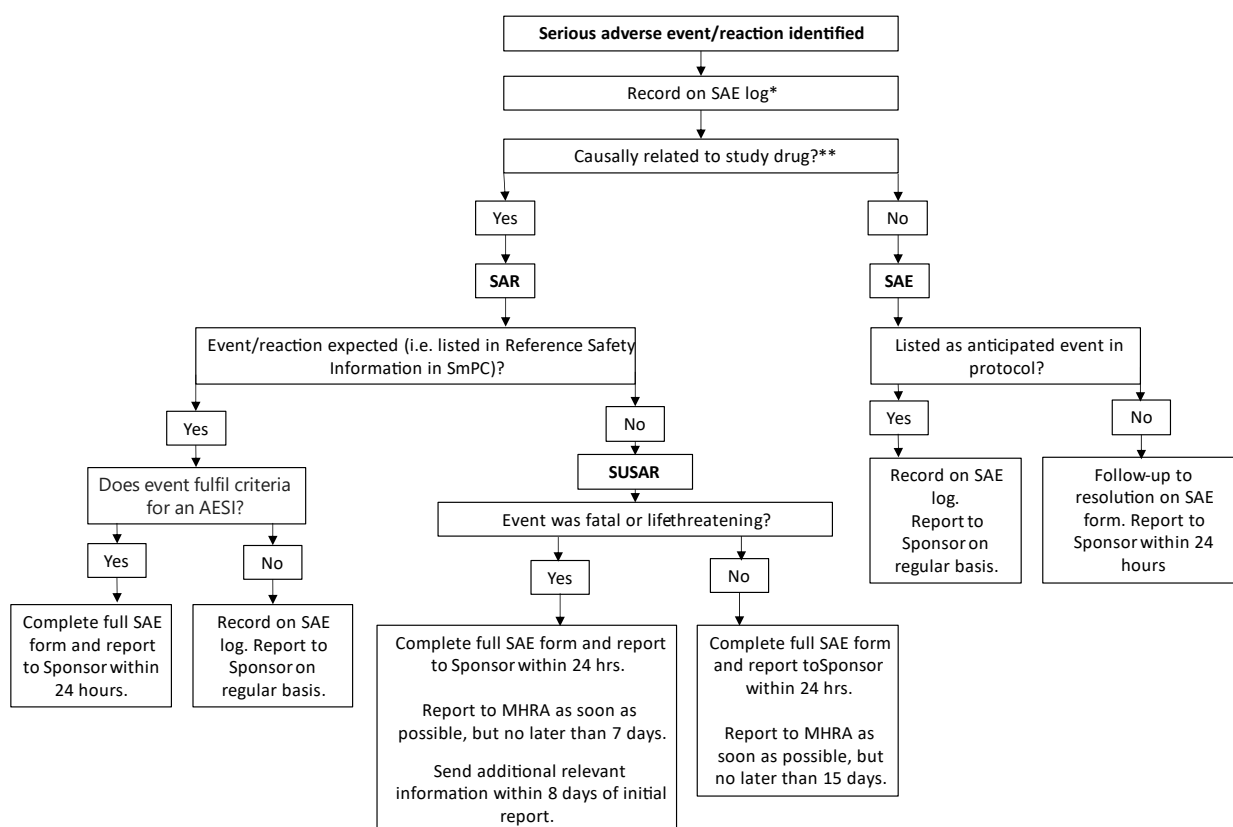 Serious adverse event/reaction identified
Record on SAE log*
Causally related to study drug?**
Yes
No
SAR
SAE
Event/reaction expected (i.e. listed in Reference Safety
Information in SmPC)?
Listed as anticipated event in
protocol?
Yes
No
Yes
No
SUSAR
Does event fulfil criteria
for an AESI?
Event was fatal or lifethreatening?
Record on SAE
log.
Report to
Sponsor on
regular basis.
Follow-up to
resolution on SAE
form. Report to
Sponsor within 24
hours
Yes
No
Yes
No
Complete full SAE
form and report
to Sponsor within
24 hours.
Record on SAE
log. Report to
Sponsor on
regular basis.
Complete full SAE form and report
to Sponsor within 24 hrs.
Report to MHRA as soon as
possible, but no later than 7 days.
Send additional relevant
information within 8 days of initial
report.
Complete full SAE form
and report toSponsor
within 24 hrs.
Report to MHRA as
soon as possible, but
no later than 15 days.